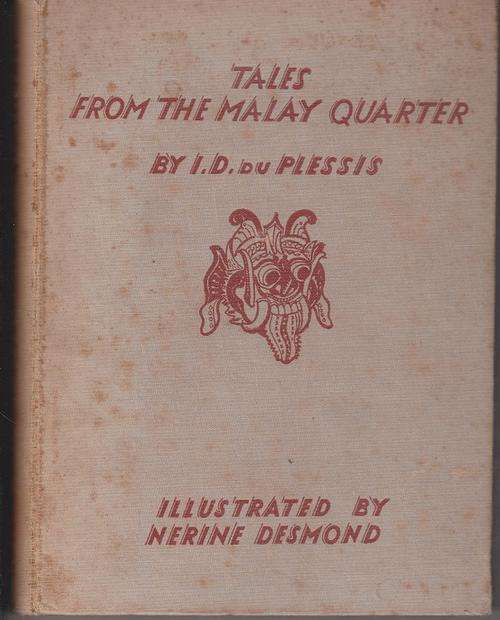 TALES
FROM THE MALAY QUARTER
BY I.D. DU PLESSIS
ILLUSTRATED BY
NERINE DESMOND